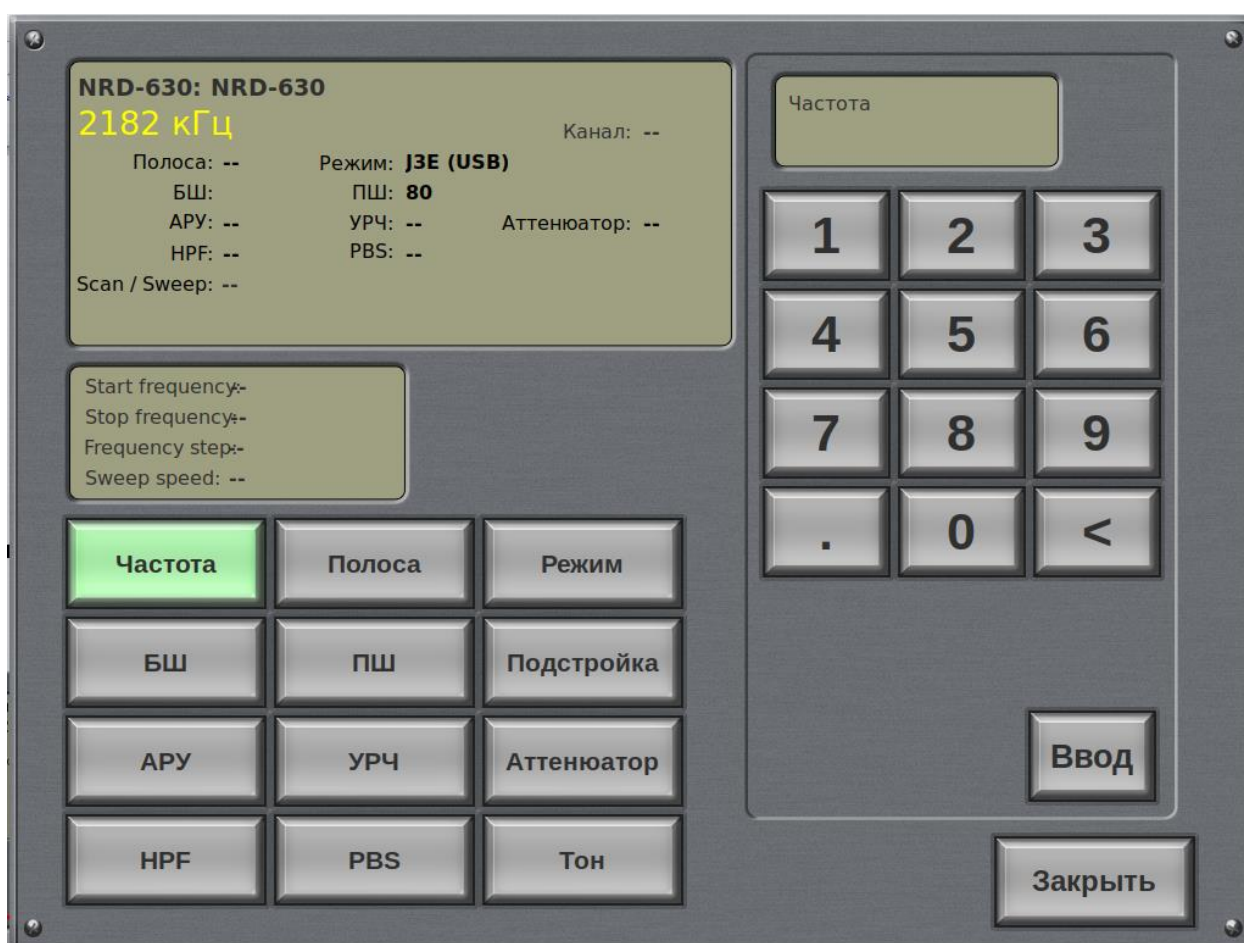 NRD-630: NRD-630
2182 кГц
Канал: --
Полоса: -- Режим: J3E (USB)
БШ: ПШ: 80
АРУ: -- УРЧ: -- Аттенюатор: --
HPF: -- PBS: --
Scan / Sweep: --
Start frequency:-
Stop frequency:-
Frequency step:-
Sweep speed: --
Частота Полоса Режим
БШ ПШ Подстройка
АРУ УРЧ Аттенюатор
HPF PBS Тон
Частота
1 2 3
4 5 6
7 8 9
. 0 <
Ввод
Закрыть